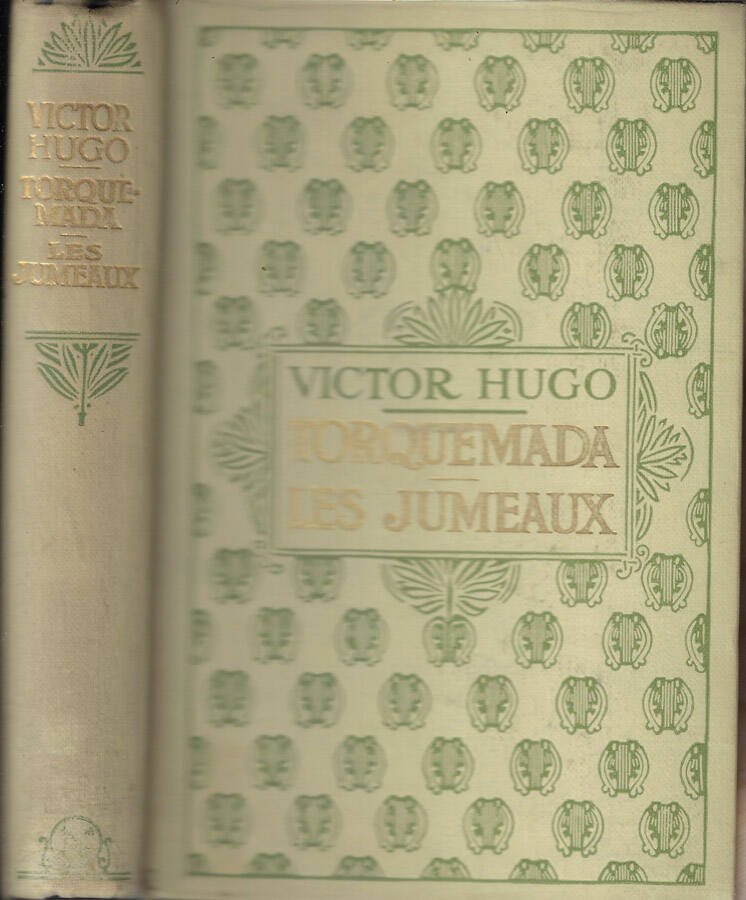 VICTOR
HUGO
TORQUE-
MADA
LES
JUMEAUX
VICTOR HUGO
TORQUEMADA
LES JUMEAUX